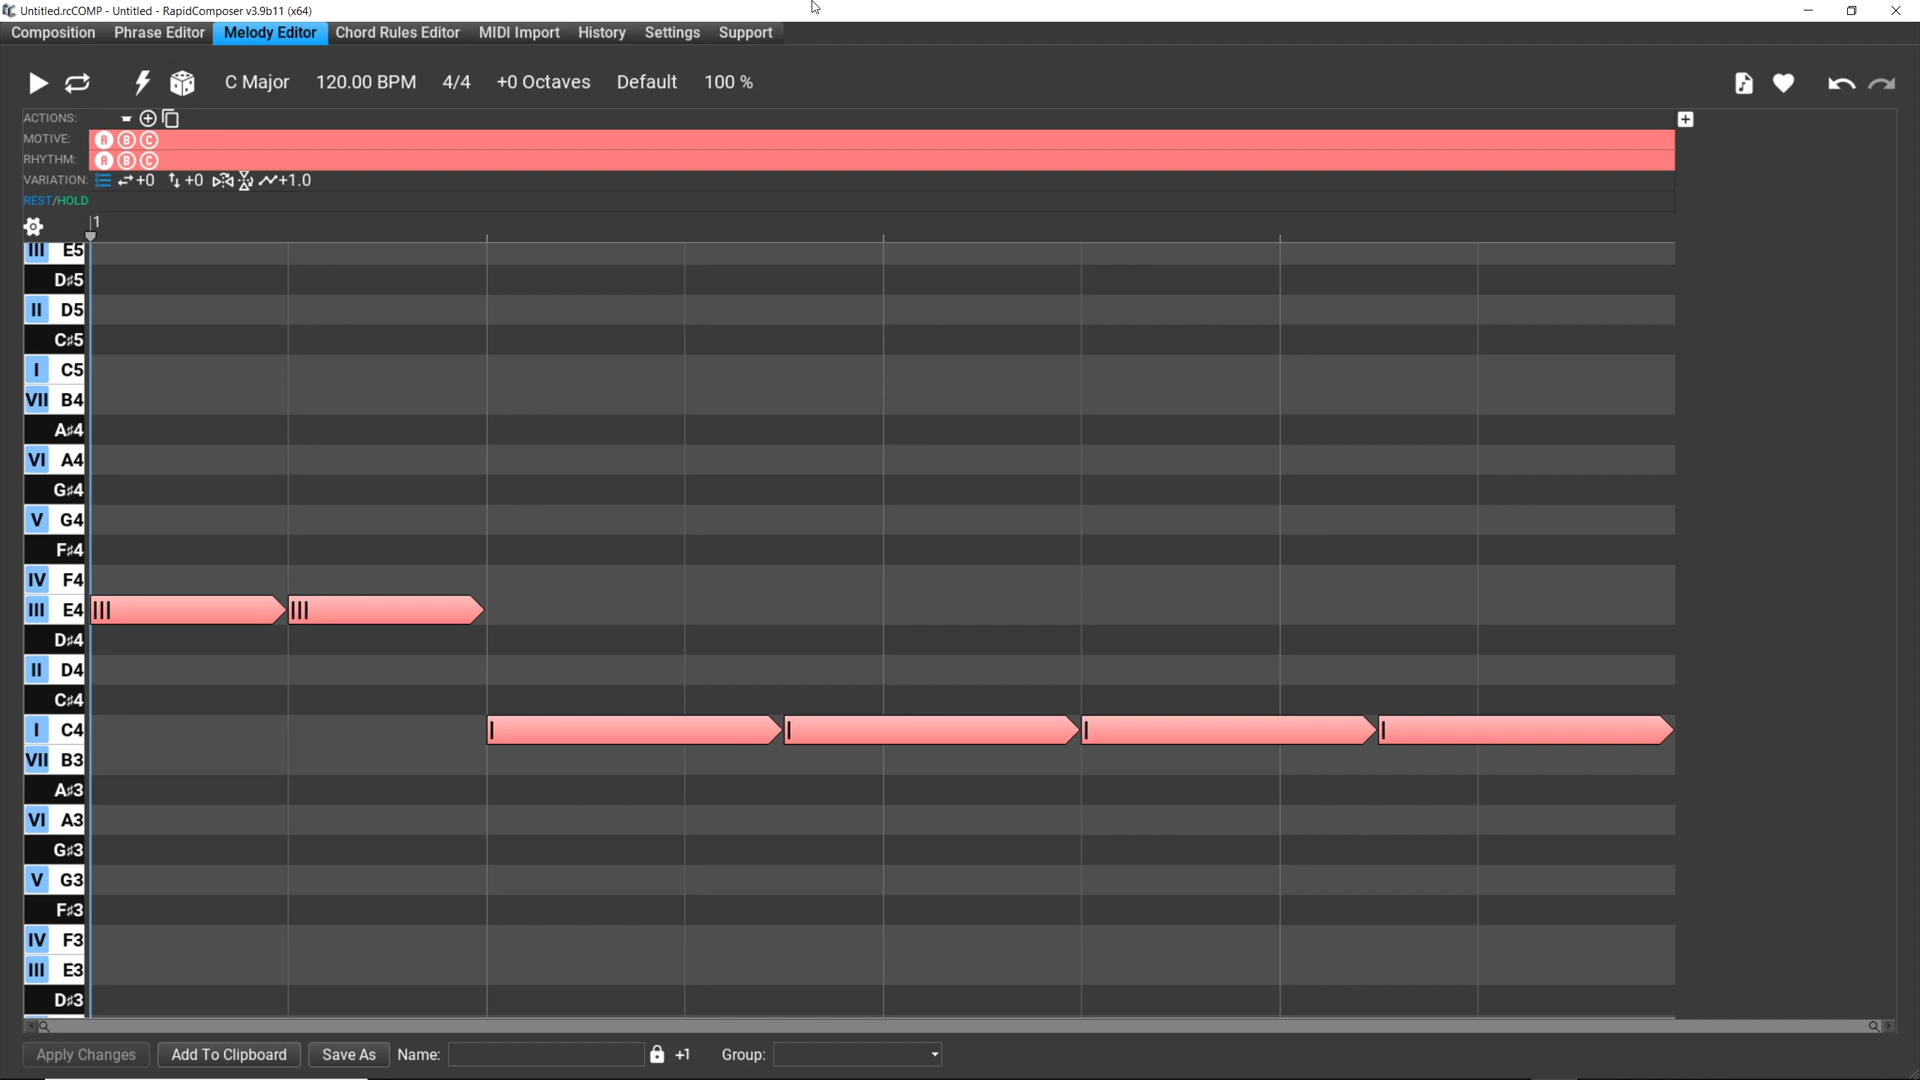 Untitled.rcCOMP - Untitled - RapidComposer v3.9b11 (x64)
Composition Phrase Editor Melody Editor Chord Rules Editor MIDI Import History Settings Support
C Major 120.00 BPM 4/4 +0 Octaves Default 100 %
ACTIONS:
MOTIVE: A B C
RHYTHM: A B C
VARIATION: +0 +0 +1.0
REST/HOLD
1
III E5
D♯5
II D5
C♯5
I C5
VII B4
A♯4
VI A4
G♯4
V G4
F♯4
IV F4
III E4 III III
D♯4
II D4
C♯4
I C4 I I I I
VII B3
A♯3
VI A3
G♯3
V G3
F♯3
IV F3
III E3
D♯3
Apply Changes Add To Clipboard Save As Name: +1 Group: